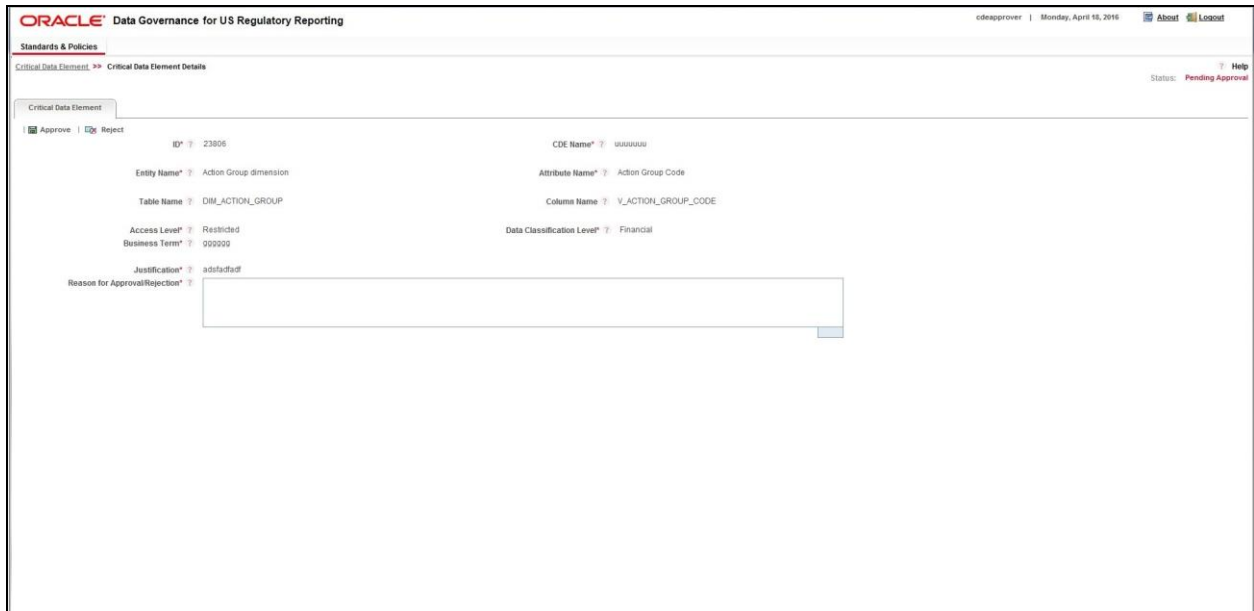 ORACLE® Data Governance for US Regulatory Reporting cdeapprover | Monday, April 18, 2016 About Logout
Standards & Policies
Critical Data Element >> Critical Data Element Details ? Help
Status: Pending Approval
Critical Data Element
| Approve | Reject
ID* ? 23806 CDE Name* ? uuuuuuu
Entity Name* ? Action Group dimension Attribute Name* ? Action Group Code
Table Name ? DIM_ACTION_GROUP Column Name ? V_ACTION_GROUP_CODE
Access Level* ? Restricted Data Classification Level* ? Financial
Business Term* ? gggggg
Justification* ? adsfadfadf
Reason for Approval/Rejection* ?